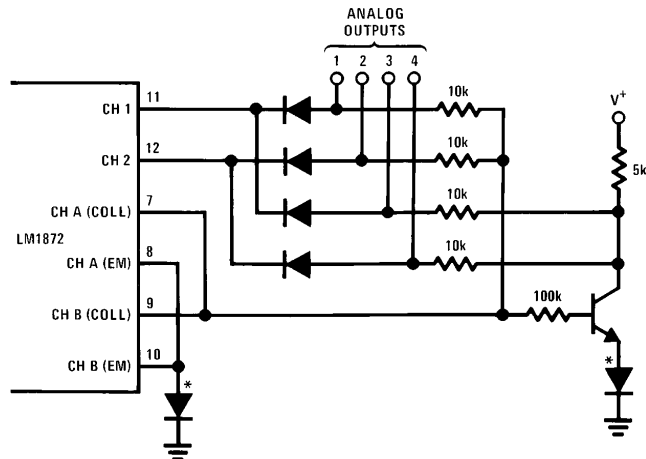 ANALOG
OUTPUTS
1 2 3 4
CH 1
11
10k
V+
CH 2
12
10k
5k
CH A (COLL)
7
10k
LM1872
CH A (EM)
8
10k
CH B (COLL)
9
100k
CH B (EM)
10
*
*